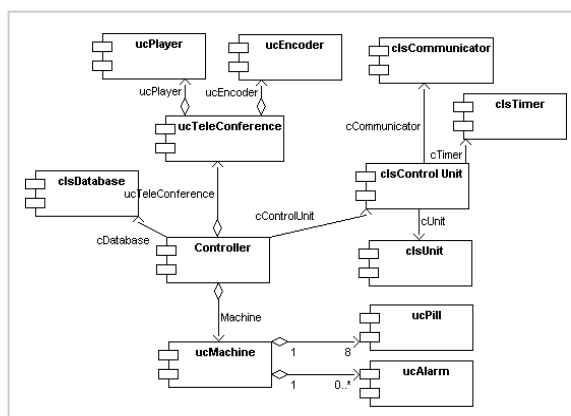 ucPlayer
ucEncoder
clsCommunicator
ucPlayer
ucEncoder
clsTimer
ucTeleConference
cCommunicator
cTimer
clsDatabase
ucTeleConference
clsControl Unit
cControlUnit
cDatabase
Controller
cUnit
clsUnit
Machine
ucPill
ucMachine
1
8
ucAlarm
1
0..*